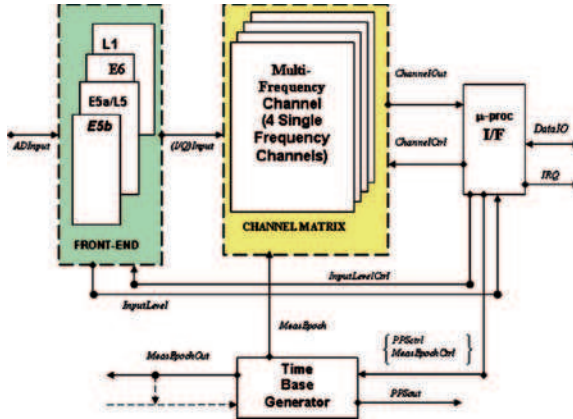 L1
E6
E5a/L5
E5b
ADInput
(I/Q)Input
FRONT-END
Multi-
Frequency
Channel
(4 Single
Frequency
Channels)
CHANNEL MATRIX
ChannelOut
ChannelCtrl
μ-proc
I/F
DataIO
IRQ
InputLevelCtrl
InputLevel
MeasEpoch
PPSctrl
MeasEpochCtrl
MeasEpochOut
Time
Base
Generator
PPSout